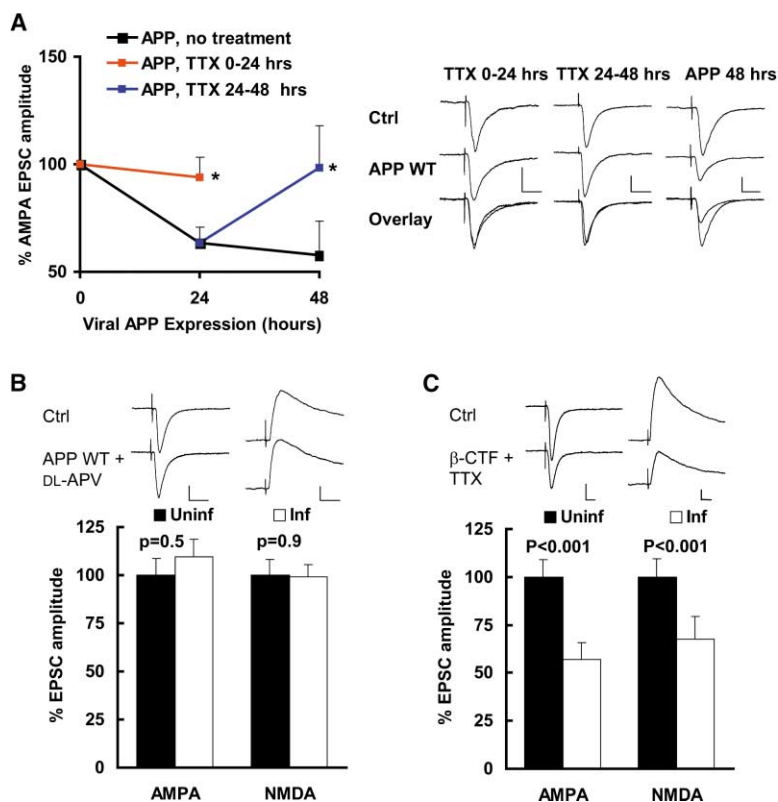 A
APP, no treatment
APP, TTX 0-24 hrs
APP, TTX 24-48 hrs
150
100
50
% AMPA EPSC amplitude
*
*
0
24
48
Viral APP Expression (hours)
TTX 0-24 hrs
TTX 24-48 hrs
APP 48 hrs
Ctrl
APP WT
Overlay
B
Ctrl
APP WT +
DL-APV
Uninf
Inf
125
100
75
50
25
0
% EPSC amplitude
p=0.5
p=0.9
AMPA
NMDA
C
Ctrl
β-CTF +
TTX
Uninf
Inf
125
100
75
50
25
0
% EPSC amplitude
P<0.001
P<0.001
AMPA
NMDA